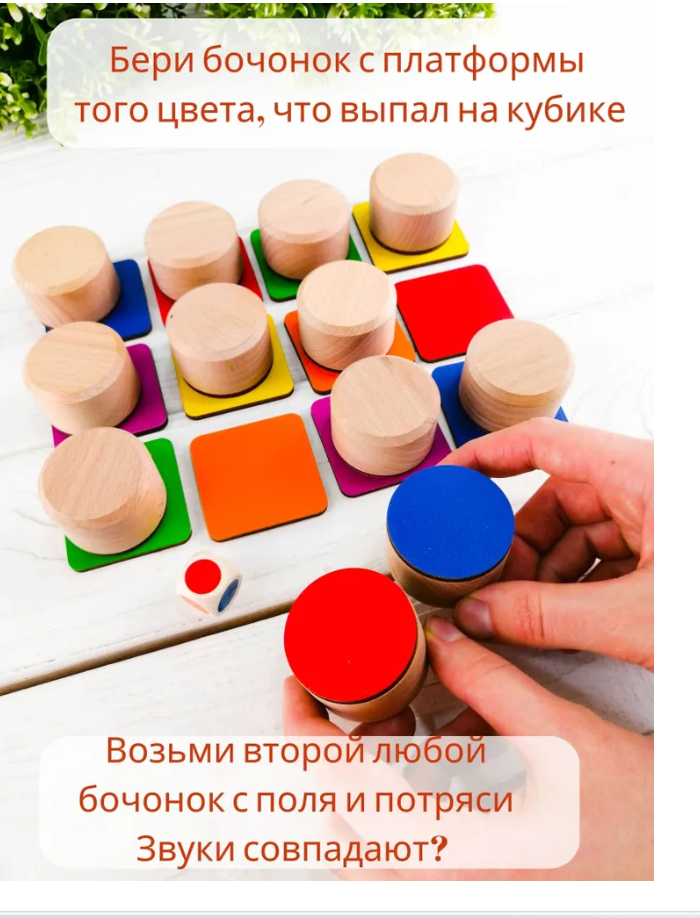 Бери бочонок с платформы
того цвета, что выпал на кубике
Возьми второй любой
бочонок с поля и потряси
Звуки совпадают?